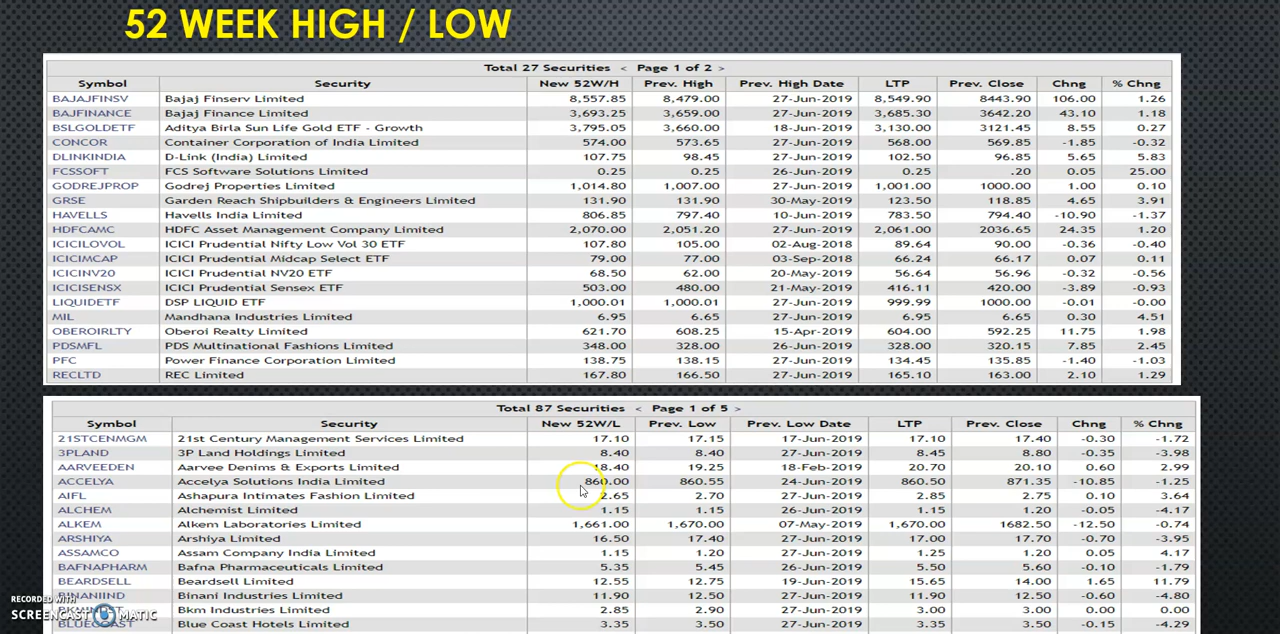 52 WEEK HIGH / LOW
Total 27 Securities < Page 1 of 2 >
Symbol Security New 52W/H Prev. High Prev. High Date LTP Prev. Close Chng % Chng
BAJAJFINSV Bajaj Finserv Limited 8,557.85 8,479.00 27-Jun-2019 8,549.90 8443.90 106.00 1.26
BAJFINANCE Bajaj Finance Limited 3,693.25 3,659.00 27-Jun-2019 3,685.30 3642.20 43.10 1.18
BSLGOLDETF Aditya Birla Sun Life Gold ETF - Growth 3,795.05 3,660.00 18-Jun-2019 3,130.00 3121.45 8.55 0.27
CONCOR Container Corporation of India Limited 574.00 573.65 27-Jun-2019 568.00 569.85 -1.85 -0.32
DLINKINDIA D-Link (India) Limited 107.75 98.45 27-Jun-2019 102.50 96.85 5.65 5.83
FCSSOFT FCS Software Solutions Limited 0.25 0.25 26-Jun-2019 0.25 .20 0.05 25.00
GODREJPROP Godrej Properties Limited 1,014.80 1,007.00 27-Jun-2019 1,001.00 1000.00 1.00 0.10
GRSE Garden Reach Shipbuilders & Engineers Limited 131.90 131.90 30-May-2019 123.50 118.85 4.65 3.91
HAVELLS Havells India Limited 806.85 797.40 10-Jun-2019 783.50 794.40 -10.90 -1.37
HDFCAMC HDFC Asset Management Company Limited 2,070.00 2,051.20 27-Jun-2019 2,061.00 2036.65 24.35 1.20
ICICILOVOL ICICI Prudential Nifty Low Vol 30 ETF 107.80 105.00 02-Aug-2018 89.64 90.00 -0.36 -0.40
ICICIMCAP ICICI Prudential Midcap Select ETF 79.00 77.00 03-Sep-2018 66.24 66.17 0.07 0.11
ICICINV20 ICICI Prudential NV20 ETF 68.50 62.00 20-May-2019 56.64 56.96 -0.32 -0.56
ICICISENSX ICICI Prudential Sensex ETF 503.00 480.00 21-May-2019 416.11 420.00 -3.89 -0.93
LIQUIDETF DSP LIQUID ETF 1,000.01 1,000.01 27-Jun-2019 999.99 1000.00 -0.01 -0.00
MIL Mandhana Industries Limited 6.95 6.65 27-Jun-2019 6.95 6.65 0.30 4.51
OBEROIRLTY Oberoi Realty Limited 621.70 608.25 15-Apr-2019 604.00 592.25 11.75 1.98
PDSMFL PDS Multinational Fashions Limited 348.00 328.00 26-Jun-2019 328.00 320.15 7.85 2.45
PFC Power Finance Corporation Limited 138.75 138.15 27-Jun-2019 134.45 135.85 -1.40 -1.03
RECLTD REC Limited 167.80 166.50 27-Jun-2019 165.10 163.00 2.10 1.29
Total 87 Securities < Page 1 of 5 >
Symbol Security New 52W/L Prev. Low Prev. Low Date LTP Prev. Close Chng % Chng
21STCENMGM 21st Century Management Services Limited 17.10 17.15 17-Jun-2019 17.10 17.40 -0.30 -1.72
3PLAND 3P Land Holdings Limited 8.40 8.40 27-Jun-2019 8.45 8.80 -0.35 -3.98
AARVEEDEN Aarvee Denims & Exports Limited 18.40 19.25 18-Feb-2019 20.70 20.10 0.60 2.99
ACCELYA Accelya Solutions India Limited 860.00 860.55 24-Jun-2019 860.50 871.35 -10.85 -1.25
AIFL Ashapura Intimates Fashion Limited 2.65 2.70 27-Jun-2019 2.85 2.75 0.10 3.64
ALCHEM Alchemist Limited 1.15 1.15 26-Jun-2019 1.15 1.20 -0.05 -4.17
ALKEM Alkem Laboratories Limited 1,661.00 1,670.00 07-May-2019 1,670.00 1682.50 -12.50 -0.74
ARSHIYA Arshiya Limited 16.50 17.40 27-Jun-2019 17.00 17.70 -0.70 -3.95
ASSAMCO Assam Company India Limited 1.15 1.20 27-Jun-2019 1.25 1.20 0.05 4.17
BAFNAPHARM Bafna Pharmaceuticals Limited 5.35 5.45 26-Jun-2019 5.50 5.60 -0.10 -1.79
BEARDSELL Beardsell Limited 12.55 12.75 19-Jun-2019 15.65 14.00 1.65 11.79
BINANIIND Binani Industries Limited 11.90 12.50 27-Jun-2019 11.90 12.50 -0.60 -4.80
Bkm Industries Limited 2.85 2.90 27-Jun-2019 3.00 3.00 0.00 0.00
BLUECOAST Blue Coast Hotels Limited 3.35 3.50 27-Jun-2019 3.35 3.50 -0.15 -4.29
RECORDED WITH
SCREENCAST MATIC